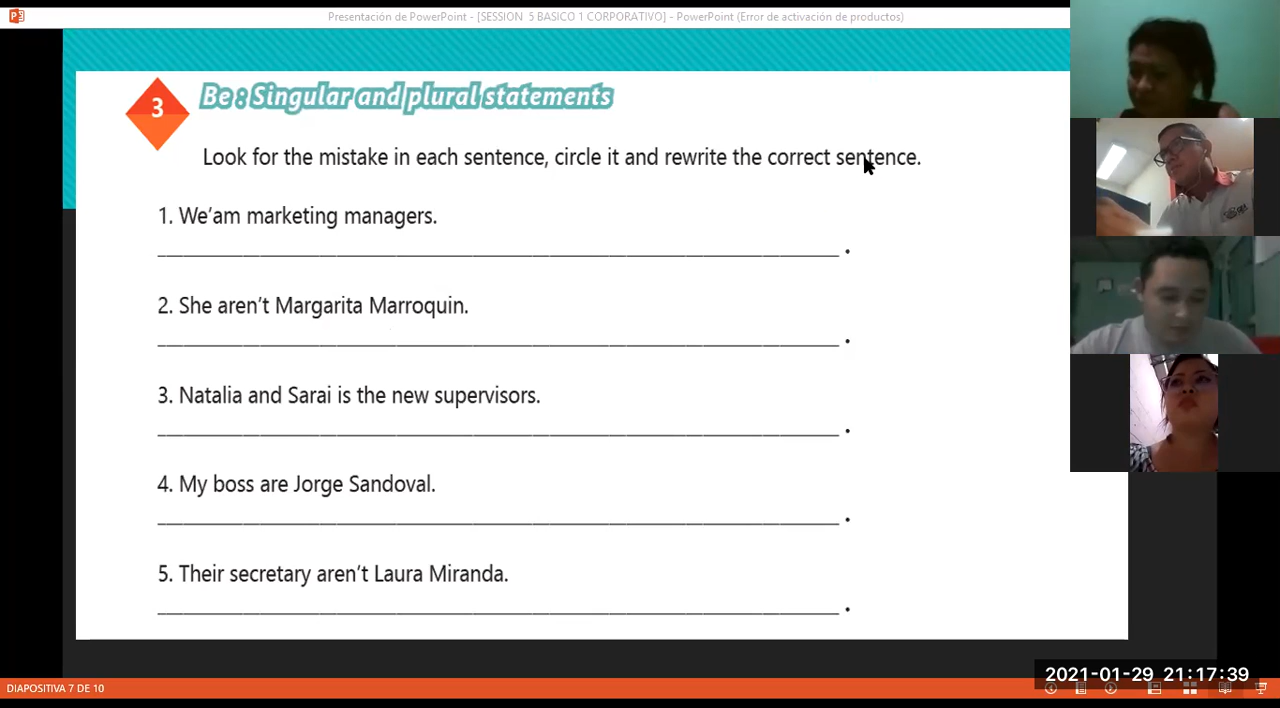 Presentación de PowerPoint - [SESSION 5 BASICO 1 CORPORATIVO] - PowerPoint (Error de activación de productos)
3
Be : Singular and plural statements
Look for the mistake in each sentence, circle it and rewrite the correct sentence.
1. We’am marketing managers.
2. She aren’t Margarita Marroquin.
3. Natalia and Sarai is the new supervisors.
4. My boss are Jorge Sandoval.
5. Their secretary aren’t Laura Miranda.
2021-01-29 21:17:39
DIAPOSITIVA 7 DE 10